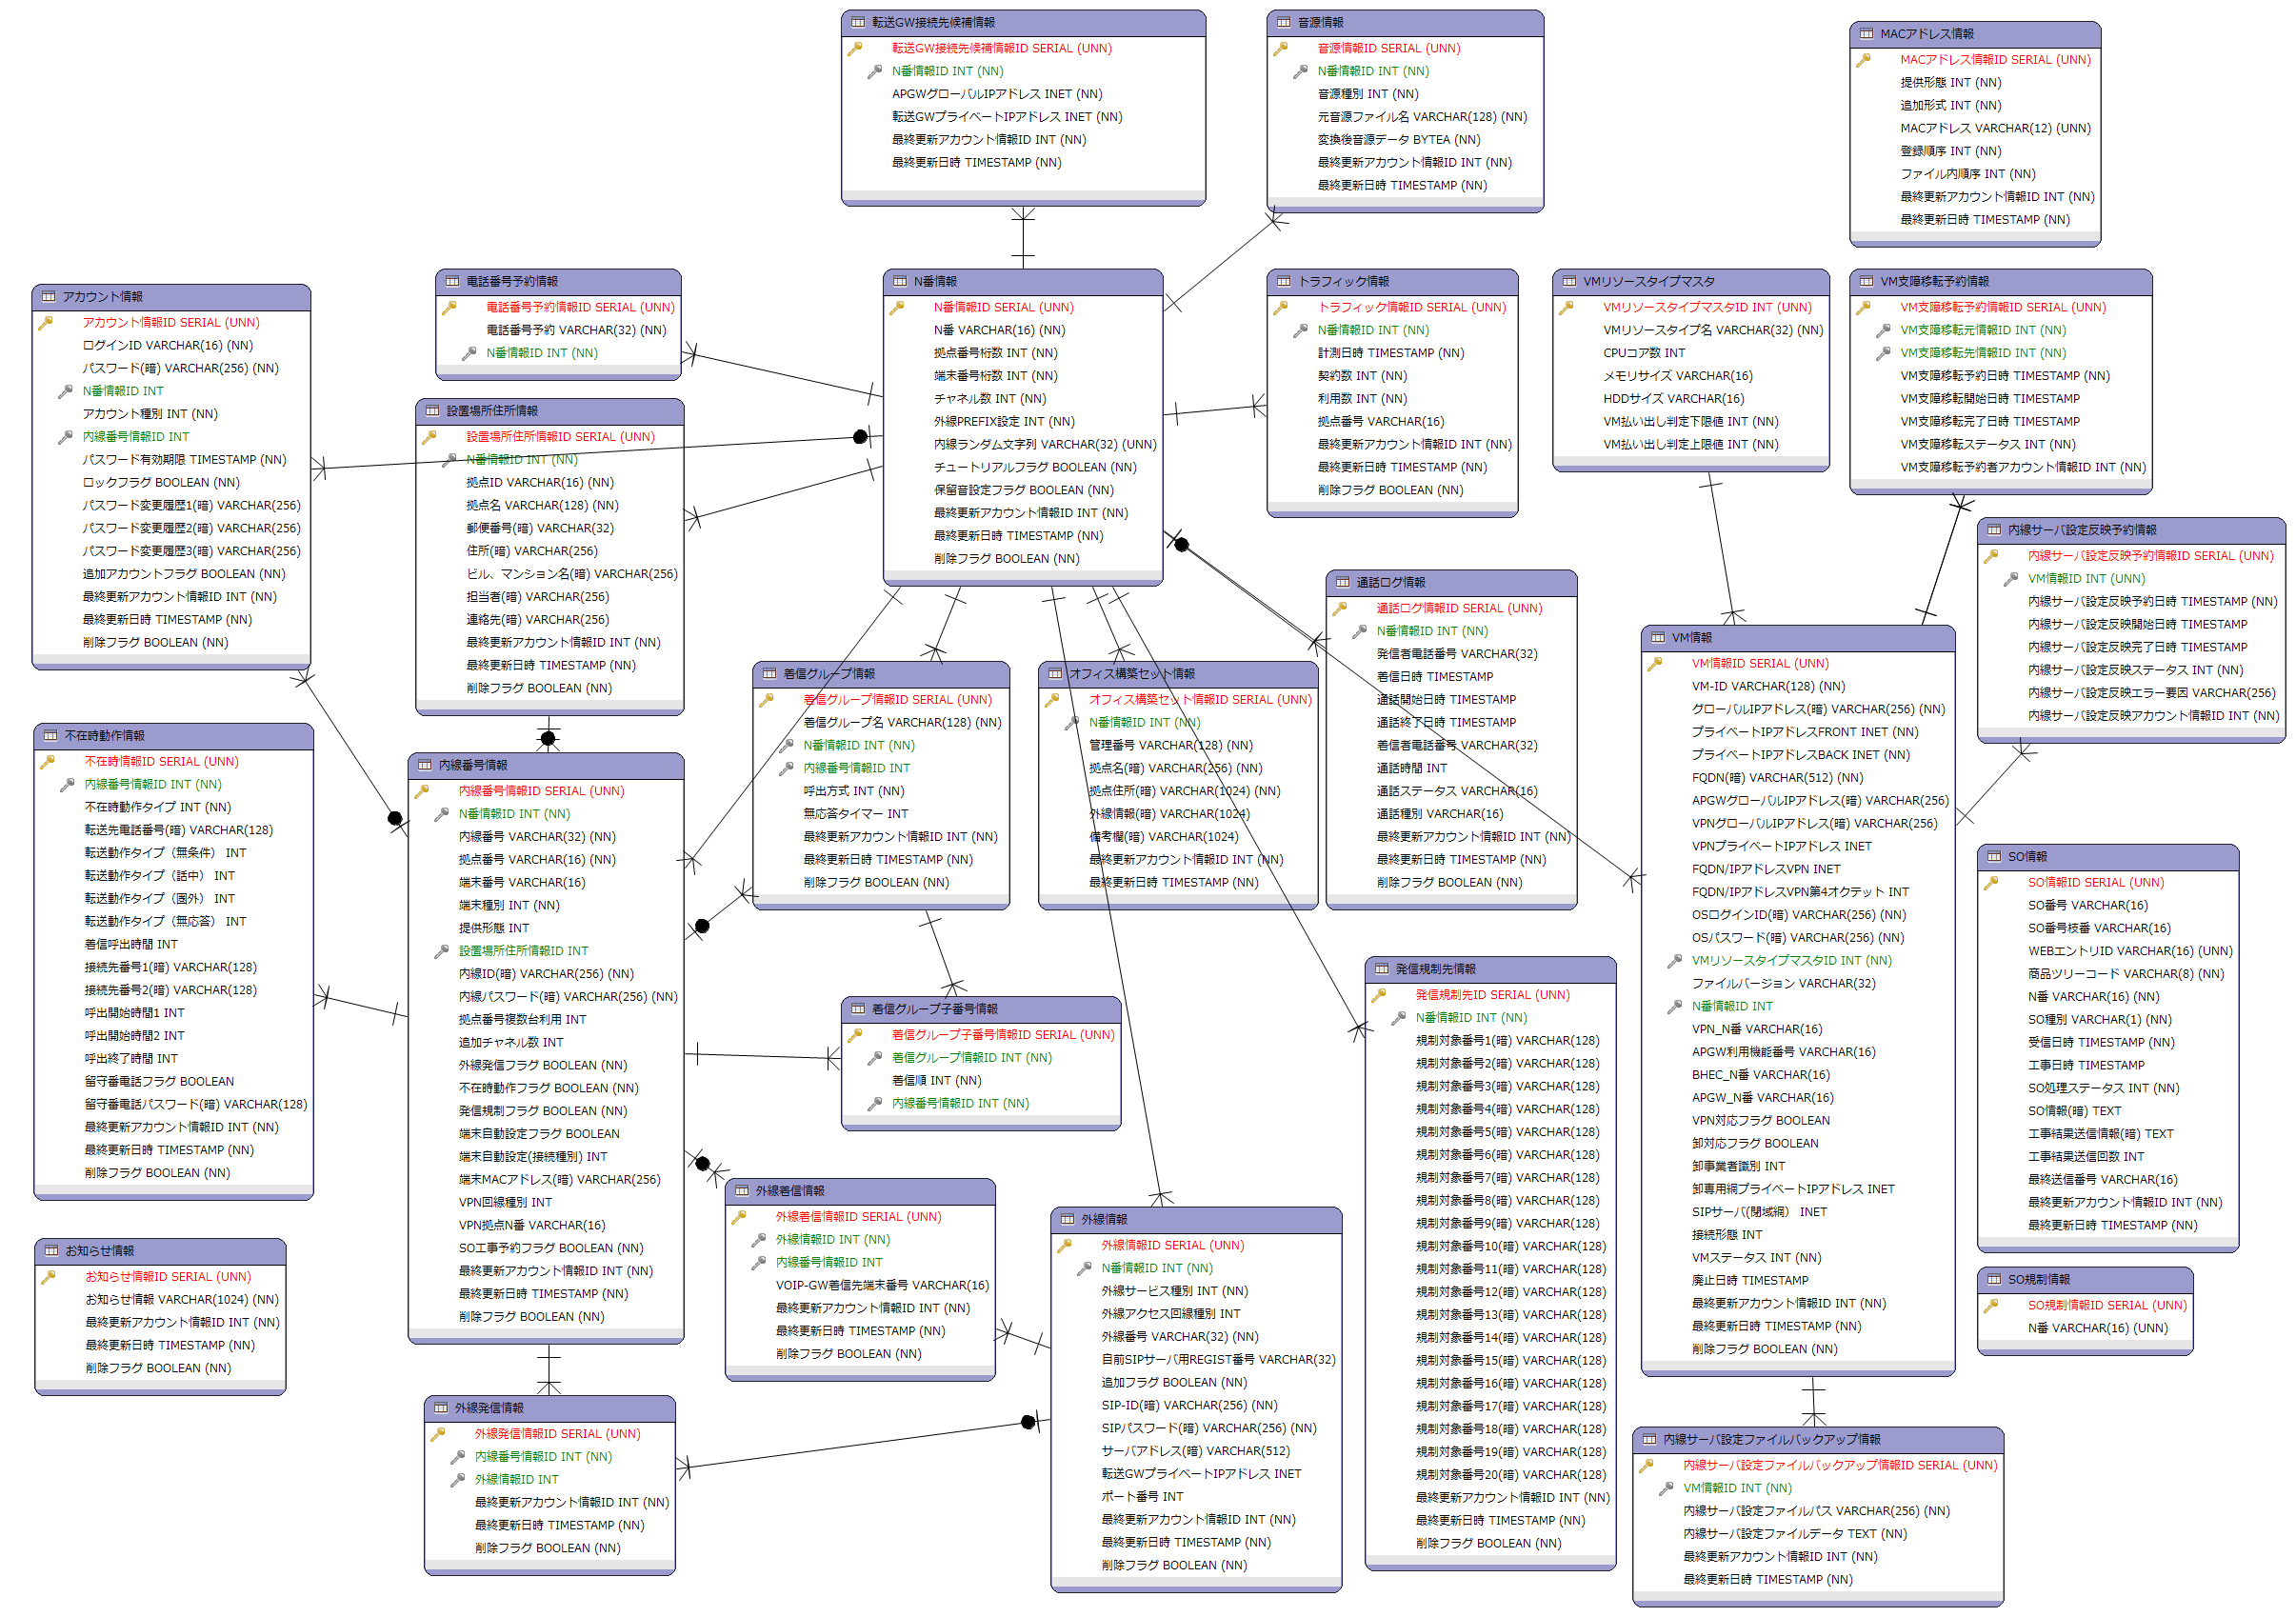 転送GW接続先候補情報
転送GW接続先候補情報ID SERIAL (UNN)
N番情報ID INT (NN)
APGWグローバルIPアドレス INET (NN)
転送GWプライベートIPアドレス INET (NN)
最終更新アカウント情報ID INT (NN)
最終更新日時 TIMESTAMP (NN)
音源情報
音源情報ID SERIAL (UNN)
N番情報ID INT (NN)
音源種別 INT (NN)
元音源ファイル名 VARCHAR(128) (NN)
変換後音源データ BYTEA (NN)
最終更新アカウント情報ID INT (NN)
最終更新日時 TIMESTAMP (NN)
MACアドレス情報
MACアドレス情報ID SERIAL (UNN)
提供形態 INT (NN)
追加形式 INT (NN)
MACアドレス VARCHAR(12) (UNN)
登録順序 INT (NN)
ファイル内順序 INT (NN)
最終更新アカウント情報ID INT (NN)
最終更新日時 TIMESTAMP (NN)
アカウント情報
アカウント情報ID SERIAL (UNN)
ログインID VARCHAR(16) (NN)
パスワード(暗) VARCHAR(256) (NN)
N番情報ID INT
アカウント種別 INT (NN)
内線番号情報ID INT
パスワード有効期限 TIMESTAMP (NN)
ロックフラグ BOOLEAN (NN)
パスワード変更履歴1(暗) VARCHAR(256)
パスワード変更履歴2(暗) VARCHAR(256)
パスワード変更履歴3(暗) VARCHAR(256)
追加アカウントフラグ BOOLEAN (NN)
最終更新アカウント情報ID INT (NN)
最終更新日時 TIMESTAMP (NN)
削除フラグ BOOLEAN (NN)
電話番号予約情報
電話番号予約情報ID SERIAL (UNN)
電話番号予約 VARCHAR(32) (NN)
N番情報ID INT (NN)
設置場所住所情報
設置場所住所情報ID SERIAL (UNN)
N番情報ID INT (NN)
拠点ID VARCHAR(16) (NN)
拠点名 VARCHAR(128) (NN)
郵便番号(暗) VARCHAR(32)
住所(暗) VARCHAR(256)
ビル、マンション名(暗) VARCHAR(256)
担当者(暗) VARCHAR(256)
連絡先(暗) VARCHAR(256)
最終更新アカウント情報ID INT (NN)
最終更新日時 TIMESTAMP (NN)
削除フラグ BOOLEAN (NN)
N番情報
N番情報ID SERIAL (UNN)
N番 VARCHAR(16) (NN)
拠点番号桁数 INT (NN)
端末番号桁数 INT (NN)
チャネル数 INT (NN)
外線PREFIX設定 INT (NN)
内線ランダム文字列 VARCHAR(32) (UNN)
チュートリアルフラグ BOOLEAN (NN)
保留音設定フラグ BOOLEAN (NN)
最終更新アカウント情報ID INT (NN)
最終更新日時 TIMESTAMP (NN)
削除フラグ BOOLEAN (NN)
トラフィック情報
トラフィック情報ID SERIAL (UNN)
N番情報ID INT (NN)
計測日時 TIMESTAMP (NN)
契約数 INT (NN)
利用数 INT (NN)
拠点番号 VARCHAR(16)
最終更新アカウント情報ID INT (NN)
最終更新日時 TIMESTAMP (NN)
削除フラグ BOOLEAN (NN)
VMリソースタイプマスタ
VMリソースタイプマスタID INT (UNN)
VMリソースタイプ名 VARCHAR(32) (NN)
CPUコア数 INT
メモリサイズ VARCHAR(16)
HDDサイズ VARCHAR(16)
VM払い出し判定下限値 INT (NN)
VM払い出し判定上限値 INT (NN)
VM支障移転予約情報
VM支障移転予約情報ID SERIAL (UNN)
VM支障移転元情報ID INT (NN)
VM支障移転先情報ID INT (NN)
VM支障移転予約日時 TIMESTAMP (NN)
VM支障移転開始日時 TIMESTAMP
VM支障移転完了日時 TIMESTAMP
VM支障移転ステータス INT (NN)
VM支障移転予約者アカウント情報ID INT (NN)
内線サーバ設定反映予約情報
内線サーバ設定反映予約情報ID SERIAL (UNN)
VM情報ID INT (UNN)
内線サーバ設定反映予約日時 TIMESTAMP (NN)
内線サーバ設定反映開始日時 TIMESTAMP
内線サーバ設定反映完了日時 TIMESTAMP
内線サーバ設定反映ステータス INT (NN)
内線サーバ設定反映エラー要因 VARCHAR(256)
内線サーバ設定反映アカウント情報ID INT (NN)
通話ログ情報
通話ログ情報ID SERIAL (UNN)
N番情報ID INT (NN)
発信者電話番号 VARCHAR(32)
着信日時 TIMESTAMP
通話開始日時 TIMESTAMP
通話終了日時 TIMESTAMP
着信者電話番号 VARCHAR(32)
通話時間 INT
通話ステータス VARCHAR(16)
通話種別 VARCHAR(16)
最終更新アカウント情報ID INT (NN)
最終更新日時 TIMESTAMP (NN)
削除フラグ BOOLEAN (NN)
VM情報
VM情報ID SERIAL (UNN)
VM-ID VARCHAR(128) (NN)
グローバルIPアドレス(暗) VARCHAR(256) (NN)
プライベートIPアドレスFRONT INET (NN)
プライベートIPアドレスBACK INET (NN)
FQDN(暗) VARCHAR(512) (NN)
APGWグローバルIPアドレス(暗) VARCHAR(256)
VPNグローバルIPアドレス(暗) VARCHAR(256)
VPNプライベートIPアドレス INET
FQDN/IPアドレスVPN INET
FQDN/IPアドレスVPN第4オクテット INT
OSログインID(暗) VARCHAR(256) (NN)
OSパスワード(暗) VARCHAR(256) (NN)
VMリソースタイプマスタID INT (NN)
ファイルバージョン VARCHAR(32)
N番情報ID INT
VPN_N番 VARCHAR(16)
APGW利用機能番号 VARCHAR(16)
BHEC_N番 VARCHAR(16)
APGW_N番 VARCHAR(16)
VPN対応フラグ BOOLEAN
卸対応フラグ BOOLEAN
卸事業者識別 INT
卸専用網プライベートIPアドレス INET
SIPサーバ(閉域網） INET
接続形態 INT
VMステータス INT (NN)
廃止日時 TIMESTAMP
最終更新アカウント情報ID INT (NN)
最終更新日時 TIMESTAMP (NN)
削除フラグ BOOLEAN (NN)
着信グループ情報
着信グループ情報ID SERIAL (UNN)
着信グループ名 VARCHAR(128) (NN)
N番情報ID INT (NN)
内線番号情報ID INT
呼出方式 INT (NN)
無応答タイマー INT
最終更新アカウント情報ID INT (NN)
最終更新日時 TIMESTAMP (NN)
削除フラグ BOOLEAN (NN)
オフィス構築セット情報
オフィス構築セット情報ID SERIAL (UNN)
N番情報ID INT (NN)
管理番号 VARCHAR(128) (NN)
拠点名(暗) VARCHAR(256) (NN)
拠点住所(暗) VARCHAR(1024) (NN)
外線情報(暗) VARCHAR(1024)
備考欄(暗) VARCHAR(1024)
最終更新アカウント情報ID INT (NN)
最終更新日時 TIMESTAMP (NN)
不在時動作情報
不在時情報ID SERIAL (UNN)
内線番号情報ID INT (NN)
不在時動作タイプ INT (NN)
転送先電話番号(暗) VARCHAR(128)
転送動作タイプ（無条件） INT
転送動作タイプ（話中） INT
転送動作タイプ（圏外） INT
転送動作タイプ（無応答） INT
着信呼出時間 INT
接続先番号1(暗) VARCHAR(128)
接続先番号2(暗) VARCHAR(128)
呼出開始時間1 INT
呼出開始時間2 INT
呼出終了時間 INT
留守番電話フラグ BOOLEAN
留守番電話パスワード(暗) VARCHAR(128)
最終更新アカウント情報ID INT (NN)
最終更新日時 TIMESTAMP (NN)
削除フラグ BOOLEAN (NN)
内線番号情報
内線番号情報ID SERIAL (UNN)
N番情報ID INT (NN)
内線番号 VARCHAR(32) (NN)
拠点番号 VARCHAR(16) (NN)
端末番号 VARCHAR(16)
端末種別 INT (NN)
提供形態 INT
設置場所住所情報ID INT
内線ID(暗) VARCHAR(256) (NN)
内線パスワード(暗) VARCHAR(256) (NN)
拠点番号複数台利用 INT
追加チャネル数 INT
外線発信フラグ BOOLEAN (NN)
不在時動作フラグ BOOLEAN (NN)
発信規制フラグ BOOLEAN (NN)
端末自動設定フラグ BOOLEAN
端末自動設定(接続種別) INT
端末MACアドレス(暗) VARCHAR(256)
VPN回線種別 INT
VPN拠点N番 VARCHAR(16)
SO工事予約フラグ BOOLEAN (NN)
最終更新アカウント情報ID INT (NN)
最終更新日時 TIMESTAMP (NN)
削除フラグ BOOLEAN (NN)
SO情報
SO情報ID SERIAL (UNN)
SO番号 VARCHAR(16)
SO番号枝番 VARCHAR(16)
WEBエントリID VARCHAR(16) (UNN)
商品ツリーコード VARCHAR(8) (NN)
N番 VARCHAR(16) (NN)
SO種別 VARCHAR(1) (NN)
受信日時 TIMESTAMP (NN)
工事日時 TIMESTAMP
SO処理ステータス INT (NN)
SO情報(暗) TEXT
工事結果送信情報(暗) TEXT
工事結果送信回数 INT
最終送信番号 VARCHAR(16)
最終更新アカウント情報ID INT (NN)
最終更新日時 TIMESTAMP (NN)
発信規制先情報
発信規制先ID SERIAL (UNN)
N番情報ID INT (NN)
規制対象番号1(暗) VARCHAR(128)
規制対象番号2(暗) VARCHAR(128)
規制対象番号3(暗) VARCHAR(128)
規制対象番号4(暗) VARCHAR(128)
規制対象番号5(暗) VARCHAR(128)
規制対象番号6(暗) VARCHAR(128)
規制対象番号7(暗) VARCHAR(128)
規制対象番号8(暗) VARCHAR(128)
規制対象番号9(暗) VARCHAR(128)
規制対象番号10(暗) VARCHAR(128)
規制対象番号11(暗) VARCHAR(128)
規制対象番号12(暗) VARCHAR(128)
規制対象番号13(暗) VARCHAR(128)
規制対象番号14(暗) VARCHAR(128)
規制対象番号15(暗) VARCHAR(128)
規制対象番号16(暗) VARCHAR(128)
規制対象番号17(暗) VARCHAR(128)
規制対象番号18(暗) VARCHAR(128)
規制対象番号19(暗) VARCHAR(128)
規制対象番号20(暗) VARCHAR(128)
最終更新アカウント情報ID INT (NN)
最終更新日時 TIMESTAMP (NN)
削除フラグ BOOLEAN (NN)
着信グループ子番号情報
着信グループ子番号情報ID SERIAL (UNN)
着信グループ情報ID INT (NN)
着信順 INT (NN)
内線番号情報ID INT (NN)
外線着信情報
外線着信情報ID SERIAL (UNN)
外線情報ID INT (NN)
内線番号情報ID INT
VOIP-GW着信先端末番号 VARCHAR(16)
最終更新アカウント情報ID INT (NN)
最終更新日時 TIMESTAMP (NN)
削除フラグ BOOLEAN (NN)
外線情報
外線情報ID SERIAL (UNN)
N番情報ID INT (NN)
外線サービス種別 INT (NN)
外線アクセス回線種別 INT
外線番号 VARCHAR(32) (NN)
自前SIPサーバ用REGIST番号 VARCHAR(32)
追加フラグ BOOLEAN (NN)
SIP-ID(暗) VARCHAR(256) (NN)
SIPパスワード(暗) VARCHAR(256) (NN)
サーバアドレス(暗) VARCHAR(512)
転送GWプライベートIPアドレス INET
ポート番号 INT
最終更新アカウント情報ID INT (NN)
最終更新日時 TIMESTAMP (NN)
削除フラグ BOOLEAN (NN)
お知らせ情報
お知らせ情報ID SERIAL (UNN)
お知らせ情報 VARCHAR(1024) (NN)
最終更新アカウント情報ID INT (NN)
最終更新日時 TIMESTAMP (NN)
削除フラグ BOOLEAN (NN)
SO規制情報
SO規制情報ID SERIAL (UNN)
N番 VARCHAR(16) (UNN)
外線発信情報
外線発信情報ID SERIAL (UNN)
内線番号情報ID INT (NN)
外線情報ID INT
最終更新アカウント情報ID INT (NN)
最終更新日時 TIMESTAMP (NN)
削除フラグ BOOLEAN (NN)
内線サーバ設定ファイルバックアップ情報
内線サーバ設定ファイルバックアップ情報ID SERIAL (UNN)
VM情報ID INT (NN)
内線サーバ設定ファイルパス VARCHAR(256) (NN)
内線サーバ設定ファイルデータ TEXT (NN)
最終更新アカウント情報ID INT (NN)
最終更新日時 TIMESTAMP (NN)